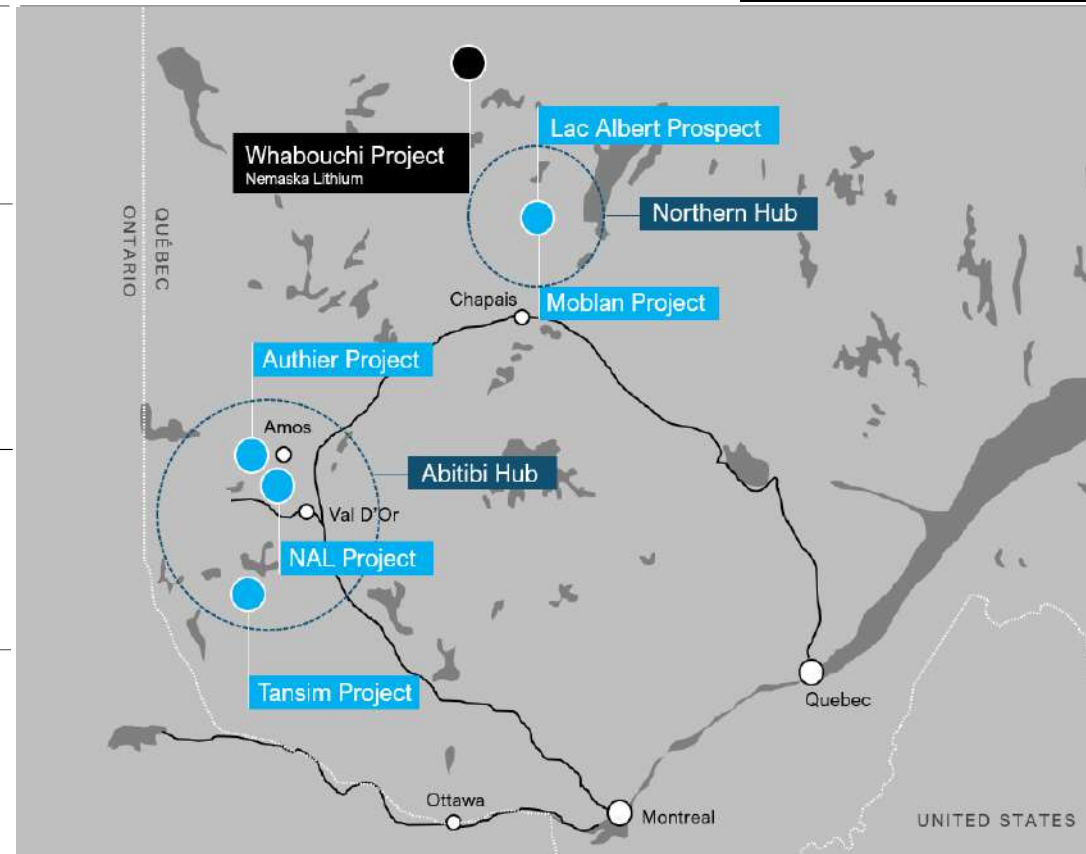 Lac Albert Prospect
Whabouchi Project
Nemaska Lithium
Northern Hub
ONTARIO
QUÉBEC
Chapais
Moblan Project
Authier Project
Amos
Abitibi Hub
Val D'Or
NAL Project
Tansim Project
Quebec
Ottawa
Montreal
UNITED STATES